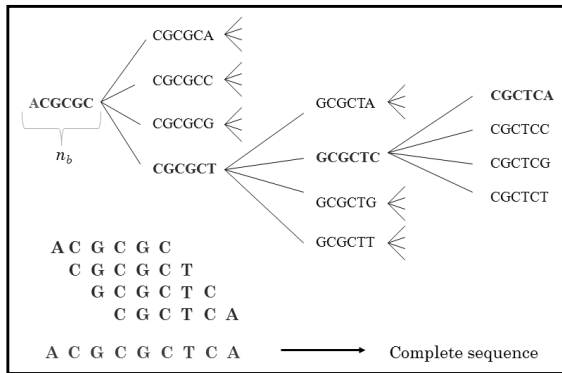 CGCGCA
CGCGCC
ACGCGC
CGCGCG
n_b
CGCGCT
GCGCTA
GCGCTC
GCGCTG
GCGCTT
CGCTCA
CGCTCC
CGCTCG
CGCTCT
A C G C G C
C G C G C T
G C G C T C
C G C T C A
A C G C G C T C A
Complete sequence